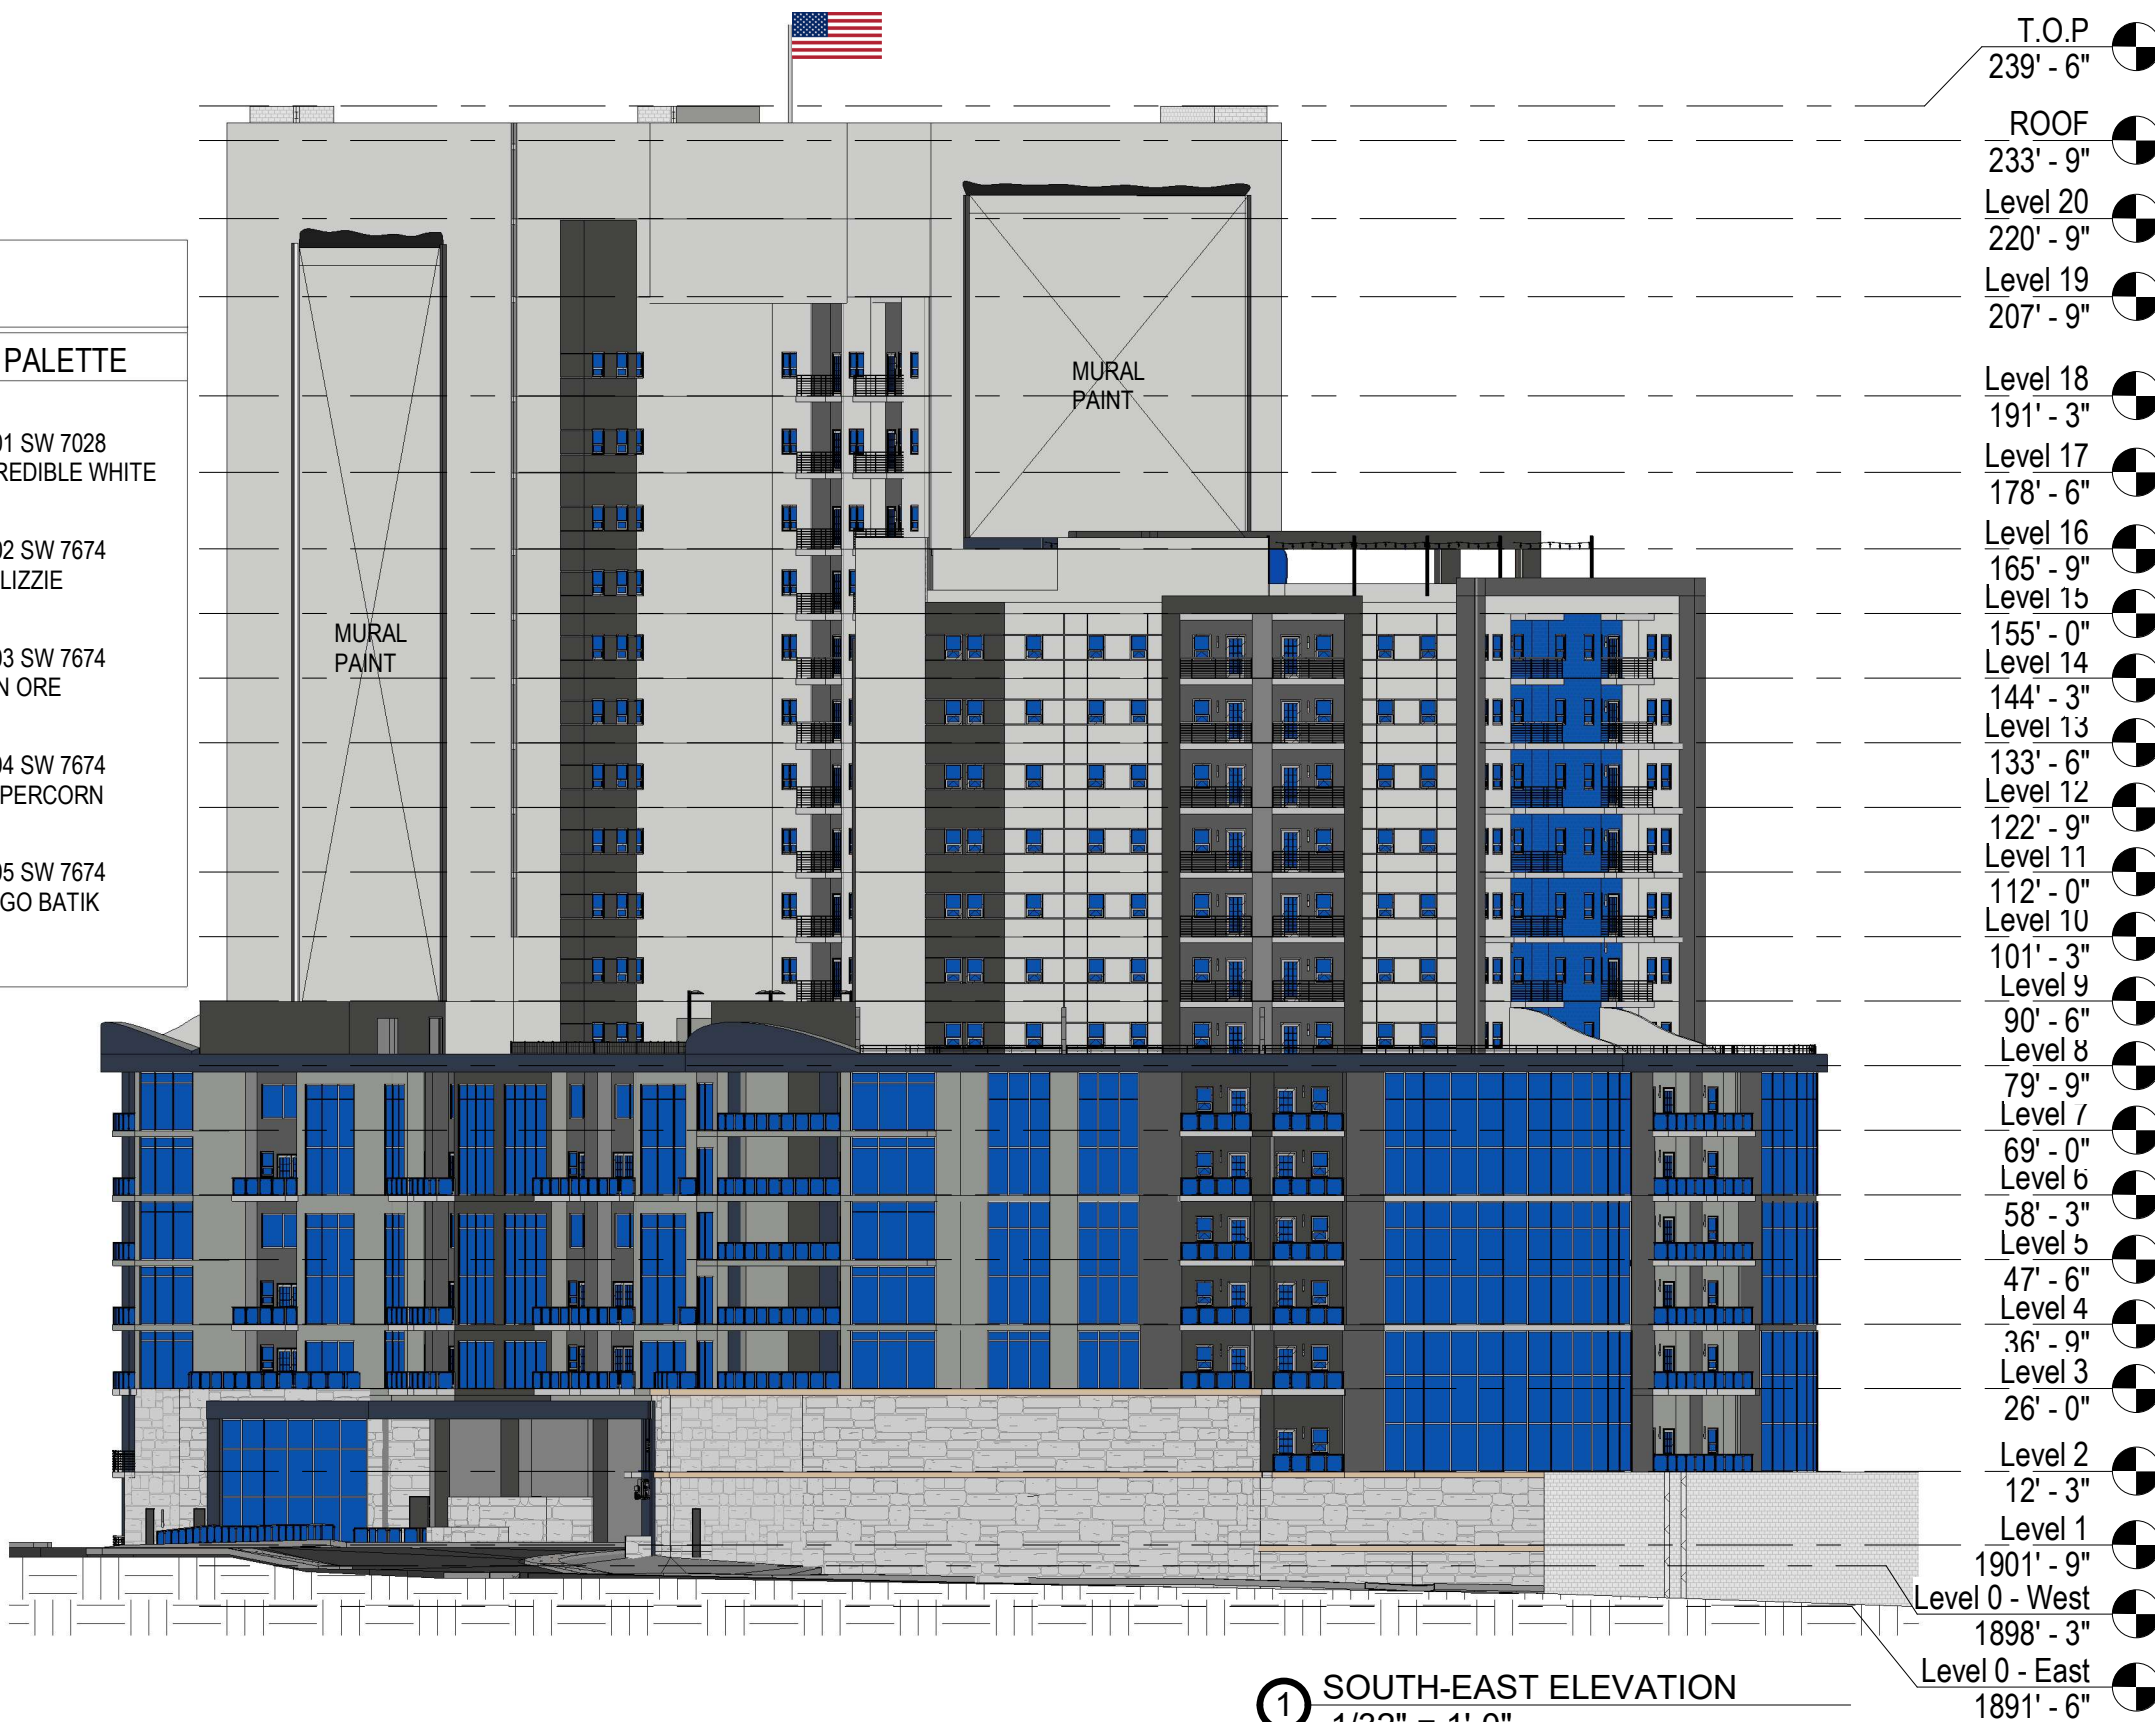 PALETTE
01 SW 7028
REDIBLE WHITE
02 SW 7674
LIZZIE
03 SW 7674
N ORE
04 SW 7674
PERCORN
05 SW 7674
GO BATIK
MURAL
PAINT
MURAL
PAINT
T.O.P
239' - 6"
ROOF
233' - 9"
Level 20
220' - 9"
Level 19
207' - 9"
Level 18
191' - 3"
Level 17
178' - 6"
Level 16
165' - 9"
Level 15
155' - 0"
Level 14
144' - 3"
Level 13
133' - 6"
Level 12
122' - 9"
Level 11
112' - 0"
Level 10
101' - 3"
Level 9
90' - 6"
Level 8
79' - 9"
Level 7
69' - 0"
Level 6
58' - 3"
Level 5
47' - 6"
Level 4
36' - 9"
Level 3
26' - 0"
Level 2
12' - 3"
Level 1
1901' - 9"
Level 0 - West
1898' - 3"
Level 0 - East
1891' - 6"
1 SOUTH-EAST ELEVATION
1/32" = 1'-0"